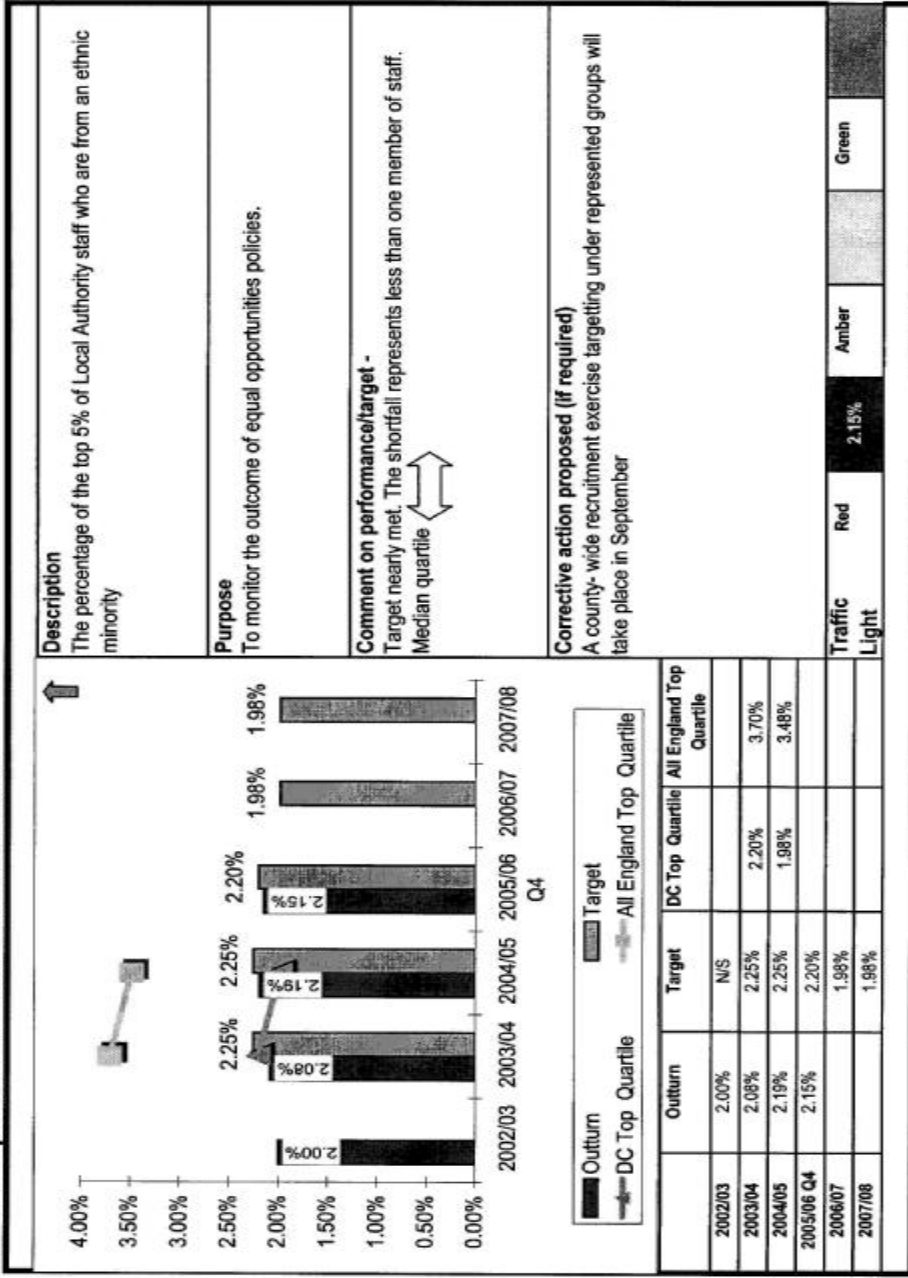 4.00%
3.50%
3.00%
2.50%
2.00%
1.50%
1.00%
0.50%
0.00%
2.00%
2.25%
2.08%
2.25%
2.19%
2.20%
2.15%
1.98%
1.98%
2002/03 2003/04 2004/05 2005/06 2006/07 2007/08
Q4
Outturn Target
DC Top Quartile All England Top Quartile
Outturn Target DC Top Quartile All England Top
Quartile
2002/03 2.00% N/S
2003/04 2.08% 2.25% 2.20% 3.70%
2004/05 2.19% 2.25% 1.98% 3.48%
2005/06 Q4 2.15% 2.20%
2006/07 1.98%
2007/08 1.98%
Description
The percentage of the top 5% of Local Authority staff who are from an ethnic
minority
Purpose
To monitor the outcome of equal opportunities policies.
Comment on performance/target -
Target nearly met. The shortfall represents less than one member of staff.
Median quartile
Corrective action proposed (if required)
A county- wide recruitment exercise targetting under represented groups will
take place in September
Traffic
Light
Red 2.15% Amber Green